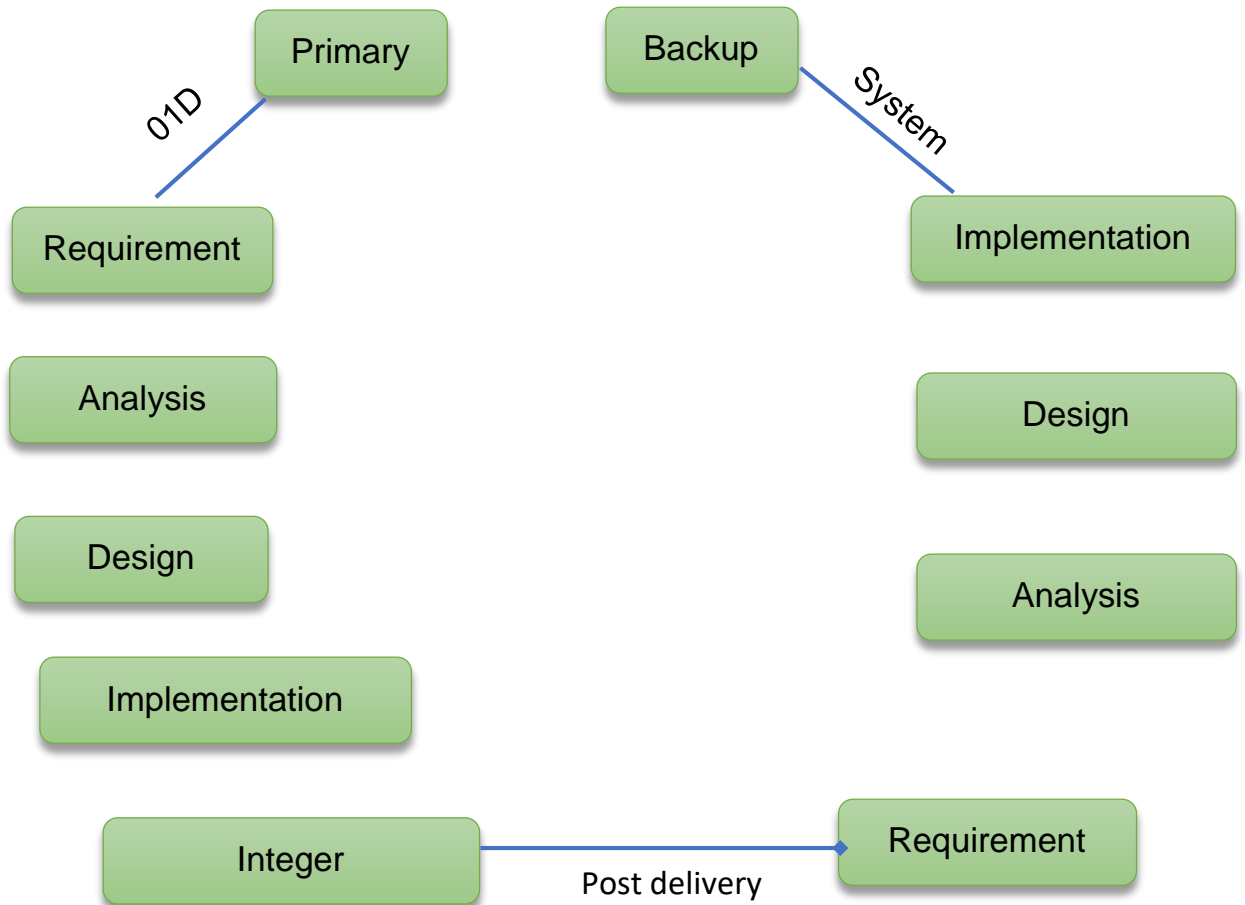 Primary
Backup
01D
System
Requirement
Implementation
Analysis
Design
Design
Analysis
Implementation
Requirement
Integer
Post delivery